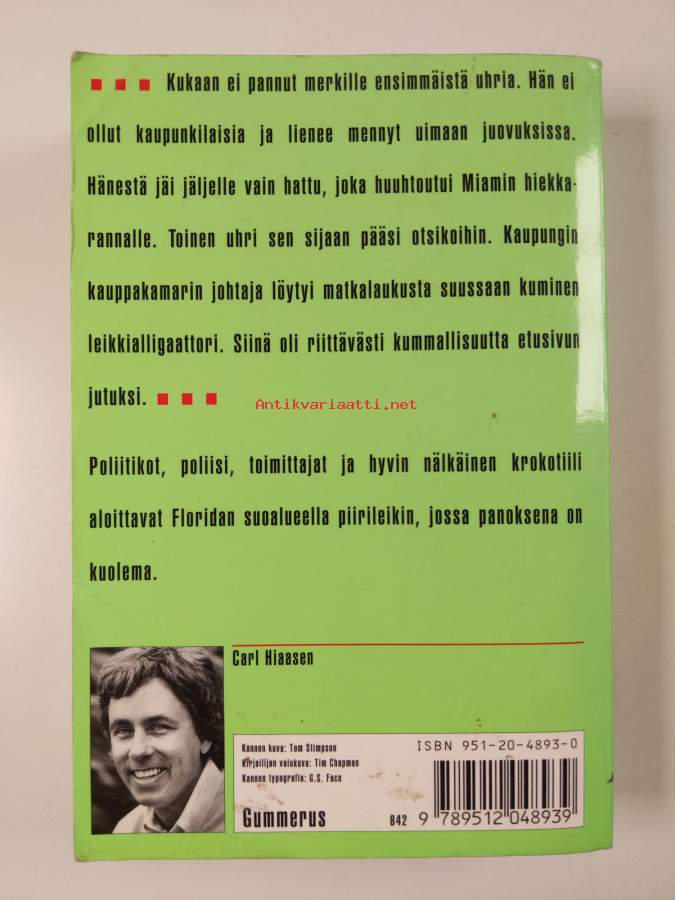 Kukaan ei pannut merkille ensimmäistä uhria. Hän ei
ollut kaupunkilaisia ja lienee mennyt uimaan juovuksissa.
Hänestä jäi jäljelle vain hattu, joka huuhtoutui Miamin hiekka-
rannalle. Toinen uhri sen sijaan pääsi otsikoihin. Kaupungin
kauppakamarin johtaja löytyi matkalaukusta suussaan kuminen
leikkialligaattori. Siinä oli riittävästi kummallisuutta etusivun
jutuksi.
Antikvariaatti.net
Poliitikot, poliisi, toimittajat ja hyvin nälkäinen krokotiili
aloittavat Floridan suoalueella piirileikin, jossa panoksena on
kuolema.
Carl Hiaasen
Kannen kuva: Tom Stimpson
Kirjailijan valokuva: Tim Chapman
Kannen typografia: G.S. Face
Gummerus
ISBN 951-20-4893-0
842
9 789512 048939